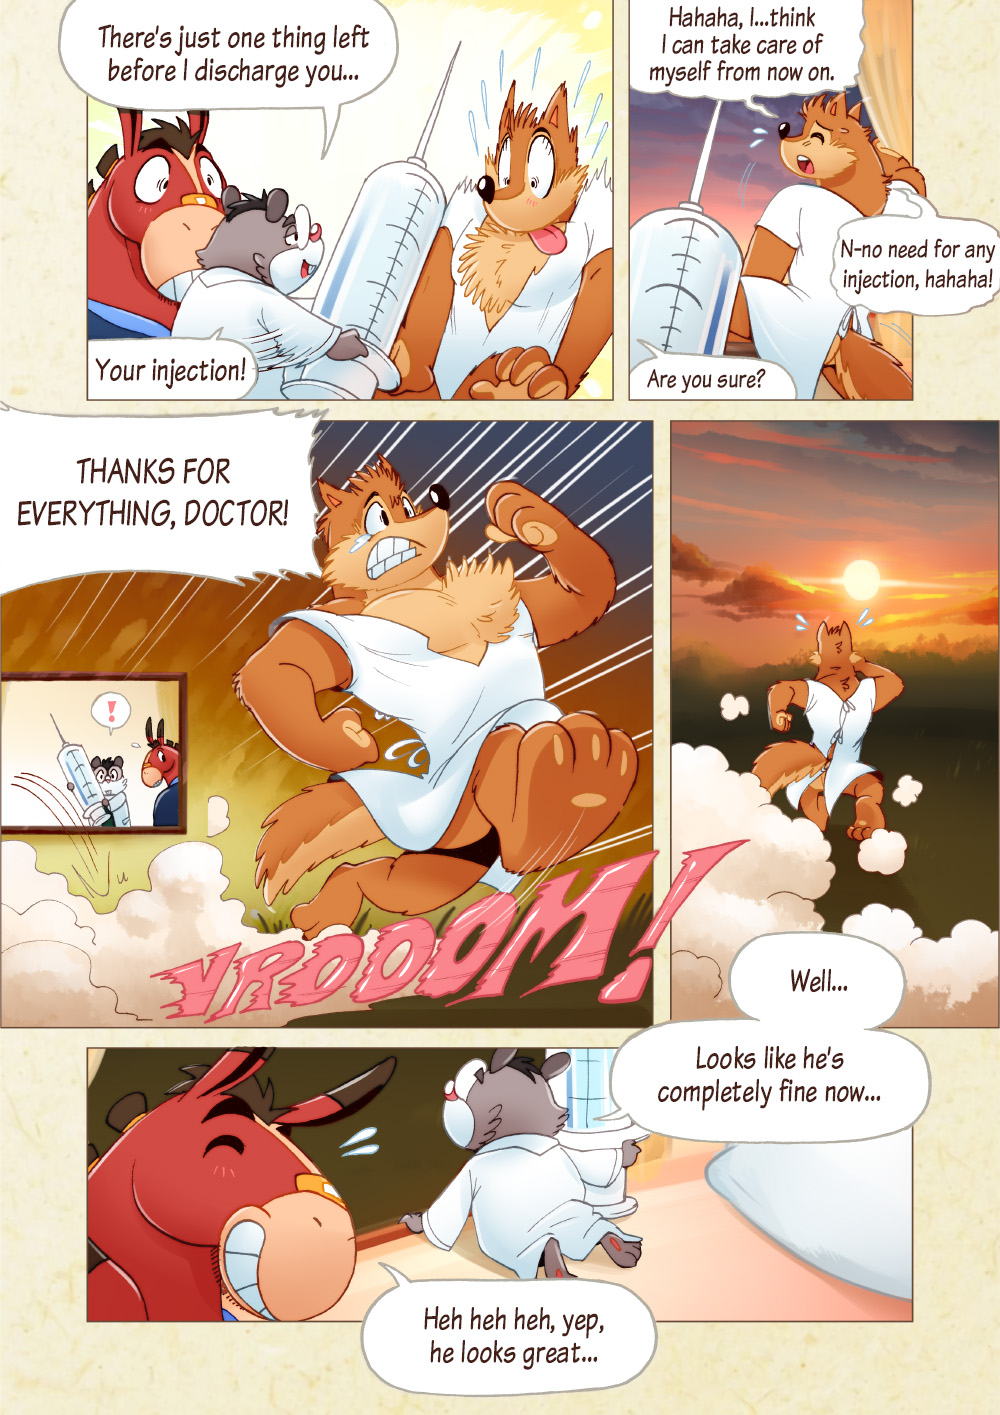 There's just one thing left
before I discharge you...
Your injection!
Hahaha, I...think
I can take care of
myself from now on.
N-no need for any
injection, hahaha!
Are you sure?
THANKS FOR
EVERYTHING, DOCTOR!
!
VROOOM!
Well...
Looks like he's
completely fine now...
Heh heh heh, yep,
he looks great...